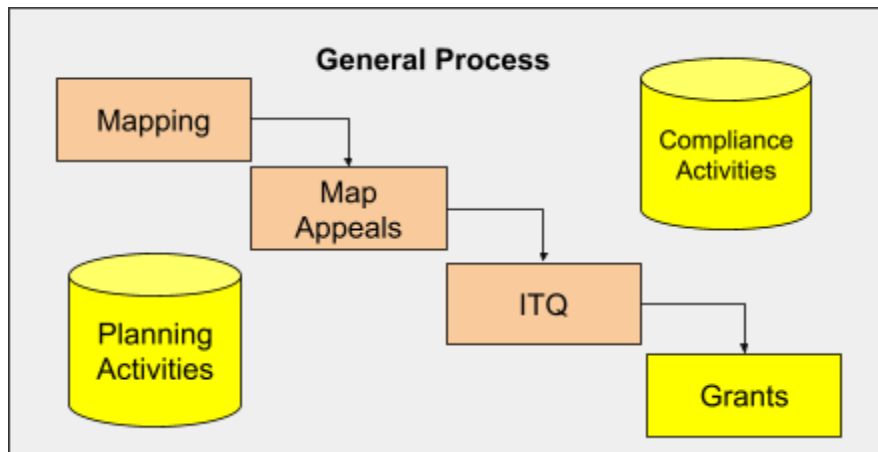 General Process
Mapping
Compliance
Activities
Map
Appeals
ITQ
Planning
Activities
Grants